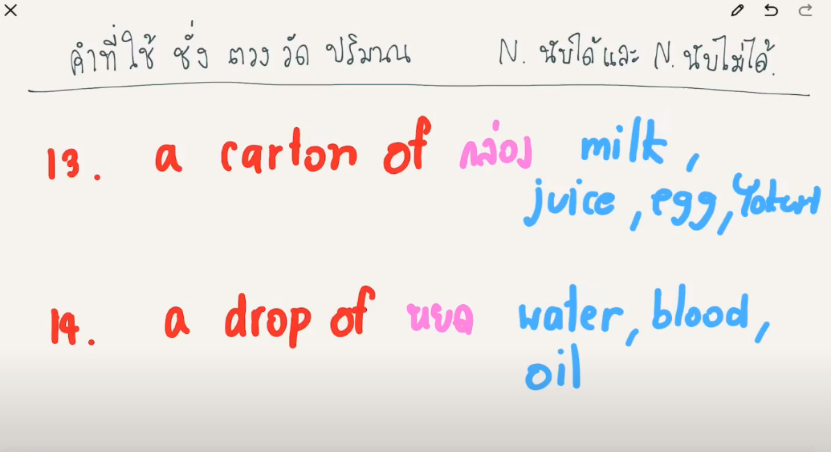 คำที่ใช้ ชั่ง ตวง วัด ปริมาณ N. นับได้ และ N. นับไม่ได้.
13. a carton of กล่อง milk,
juice, egg, Yoturt
14. a drop of หยด water, blood,
oil